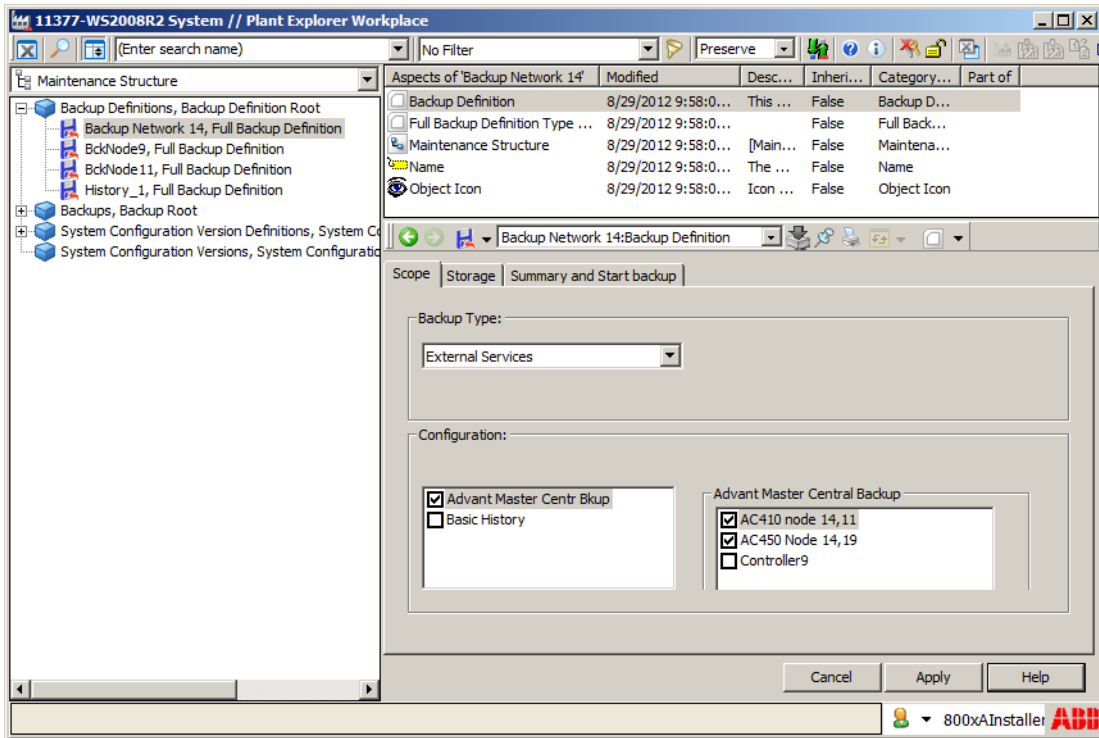 11377-WS2008R2 System // Plant Explorer Workplace
(Enter search name) No Filter Preserve
Maintenance Structure
Backup Definitions, Backup Definition Root
Backup Network 14, Full Backup Definition
BckNode9, Full Backup Definition
BckNode11, Full Backup Definition
History_1, Full Backup Definition
Backups, Backup Root
System Configuration Version Definitions, System Co
System Configuration Versions, System Configuratic
Aspects of 'Backup Network 14' Modified Desc... Inheri... Category... Part of
Backup Definition 8/29/2012 9:58:0... This ... False Backup D...
Full Backup Definition Type ... 8/29/2012 9:58:0... False Full Back...
Maintenance Structure 8/29/2012 9:58:0... [Main... False Maintena...
Name 8/29/2012 9:58:0... The ... False Name
Object Icon 8/29/2012 9:58:0... Icon ... False Object Icon
Backup Network 14:Backup Definition
Scope Storage Summary and Start backup
Backup Type:
External Services
Configuration:
Advant Master Centr Bkup
Basic History
Advant Master Central Backup
AC410 node 14,11
AC450 Node 14,19
Controller9
Cancel Apply Help
800xAInstaller ABB